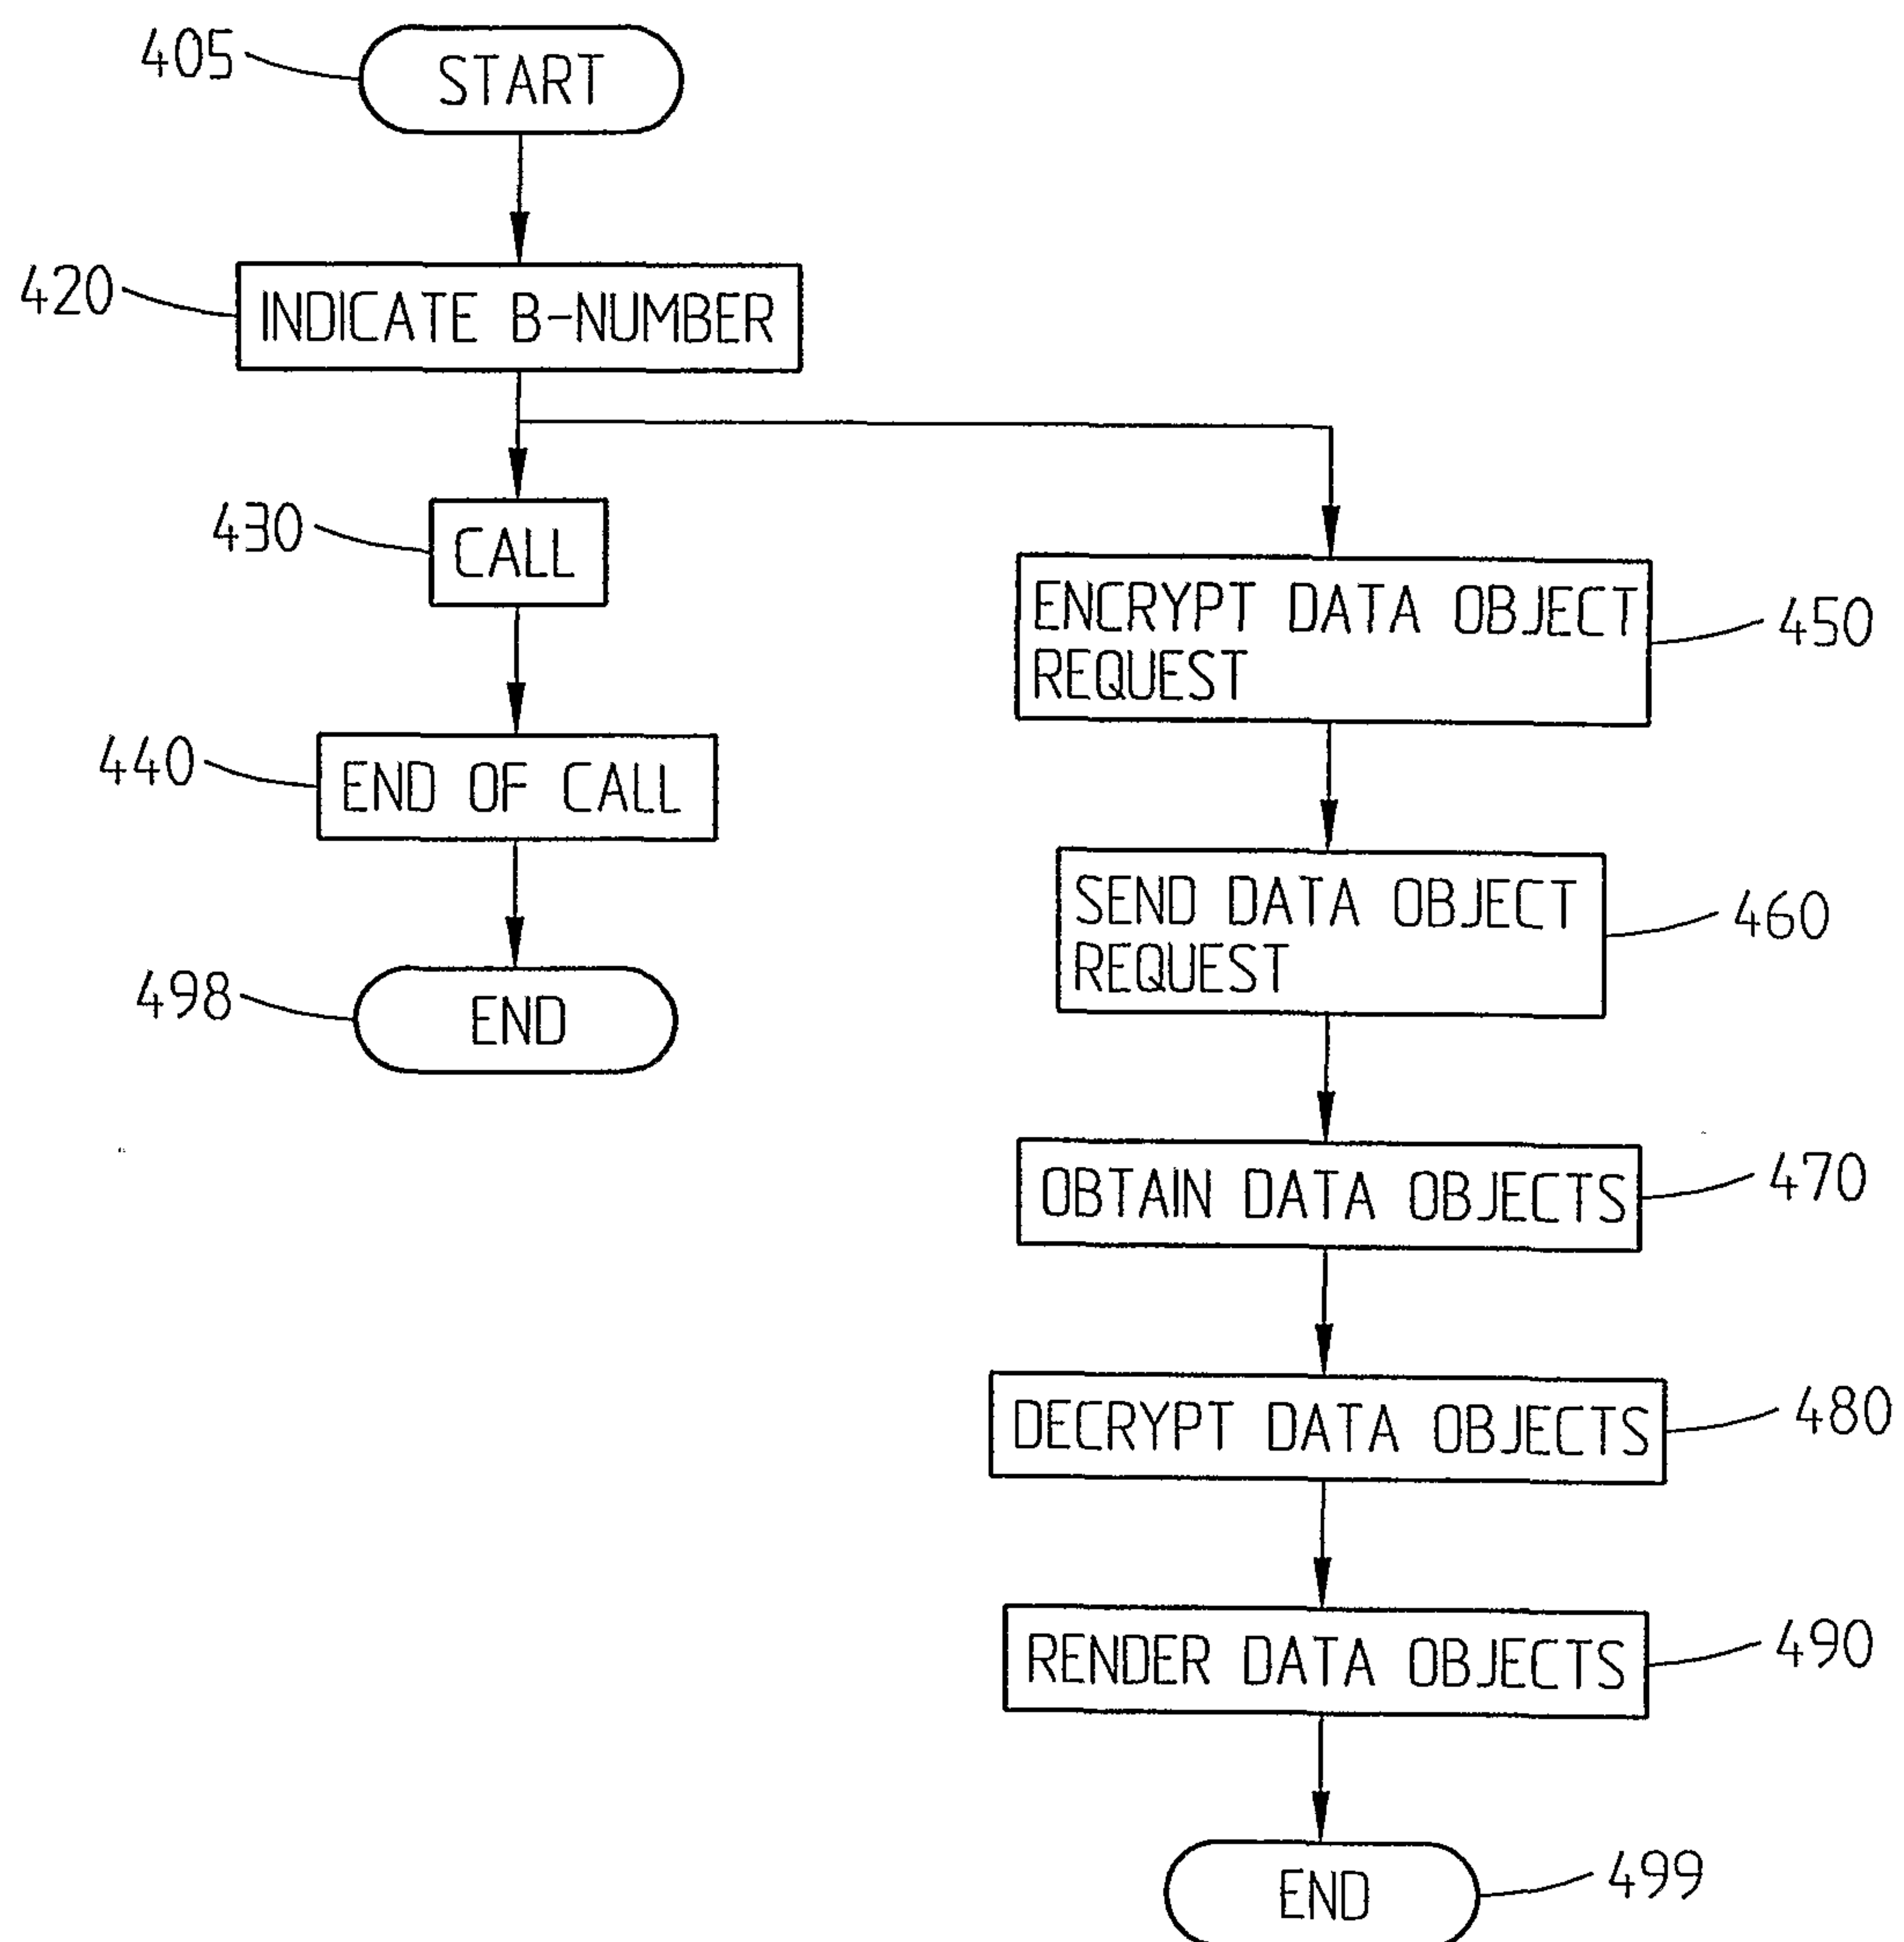 405
START
420
INDICATE B-NUMBER
430
CALL
440
END OF CALL
498
END
ENCRYPT DATA OBJECT
REQUEST
450
SEND DATA OBJECT
REQUEST
460
OBTAIN DATA OBJECTS
470
DECRYPT DATA OBJECTS
480
RENDER DATA OBJECTS
490
END
499